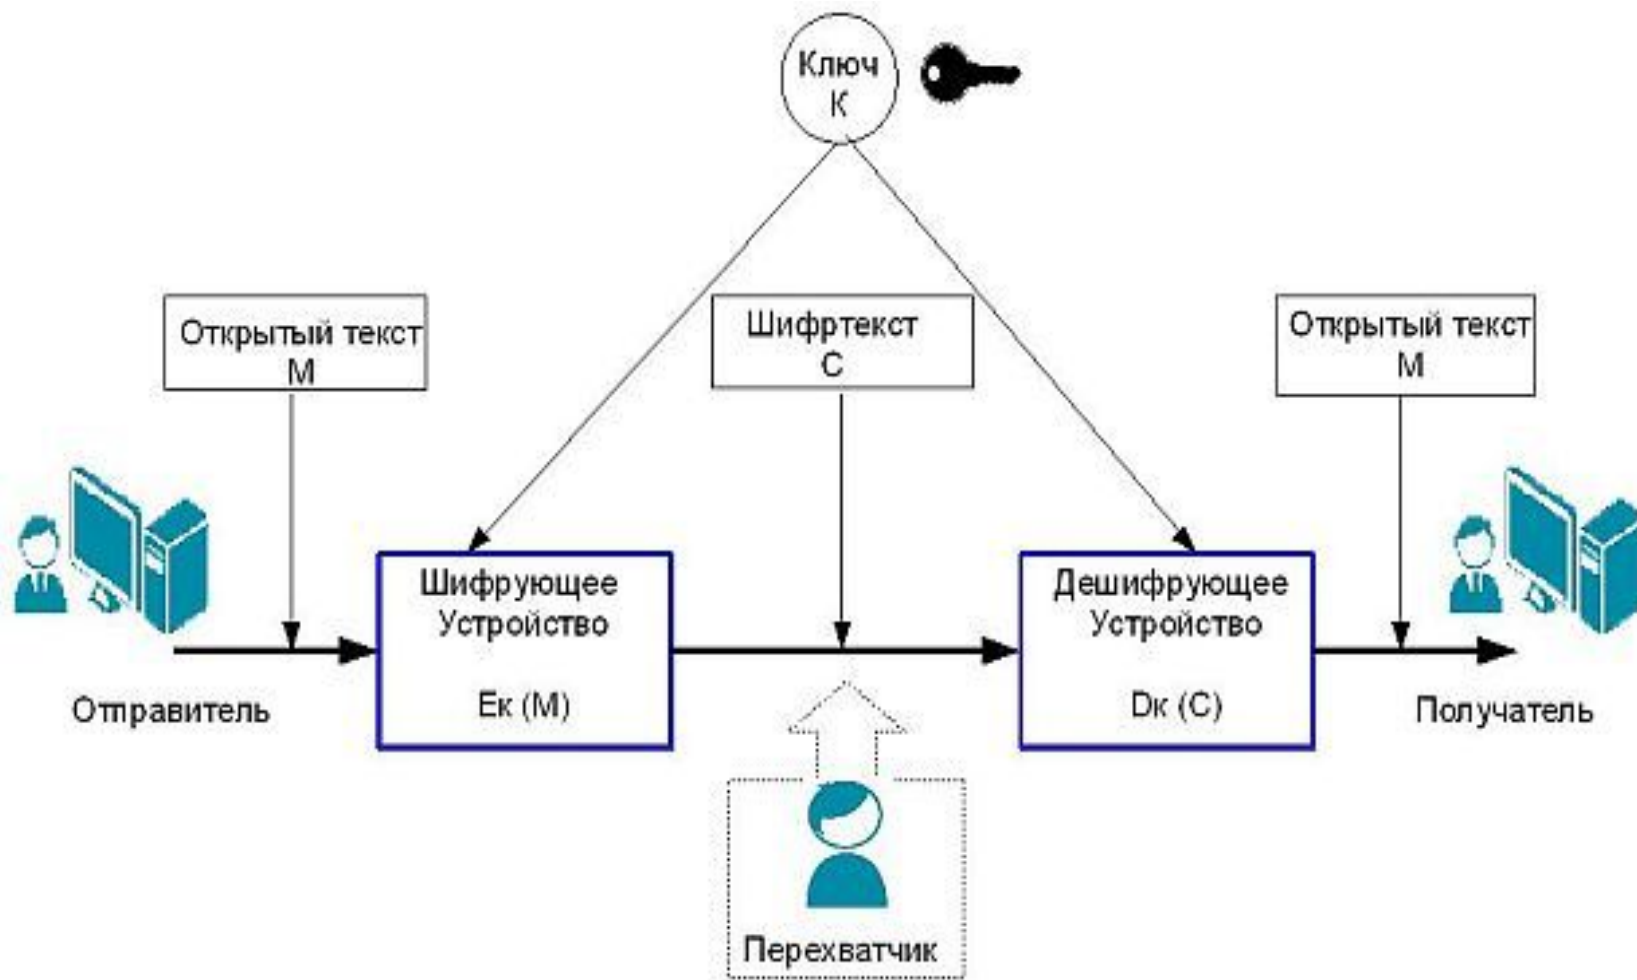 Ключ
К
Открытый текст
М
Шифртекст
С
Открытый текст
М
Шифрующее
Устройство
Ек (М)
Дешифрующее
Устройство
Dк (С)
Отправитель
Получатель
Перехватчик